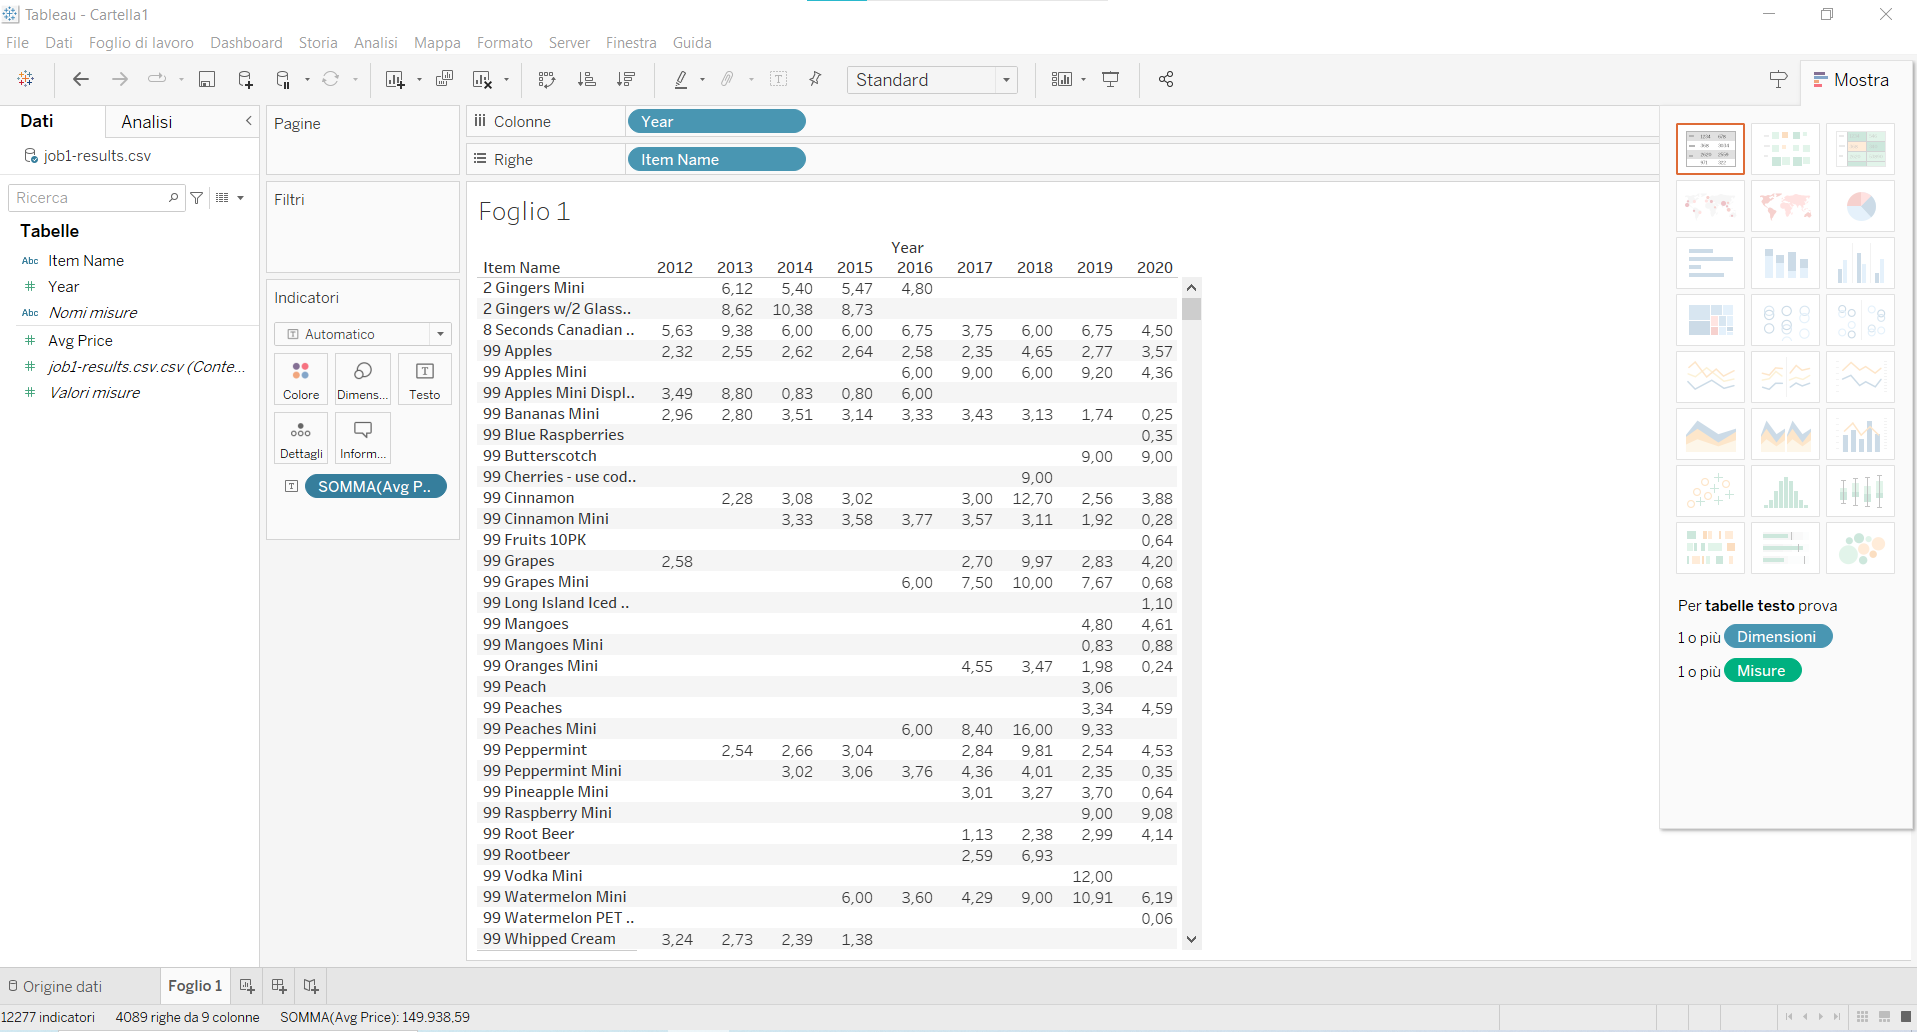 Tableau - Cartella1
File Dati Foglio di lavoro Dashboard Storia Analisi Mappa Formato Server Finestra Guida
Standard
Mostra
Dati Analisi
job1-results.csv
Ricerca
Tabelle
Abc Item Name
Year
Abc Nomi misure
Avg Price
job1-results.csv.csv (Conte...
Valori misure
Pagine
Filtri
Indicatori
Automatico
Colore Dimens... Testo
Dettagli Inform...
SOMMA(Avg P..
Colonne Year
Righe Item Name
Foglio 1
Year
Item Name 2012 2013 2014 2015 2016 2017 2018 2019 2020
2 Gingers Mini 6,12 5,40 5,47 4,80
2 Gingers w/2 Glass.. 8,62 10,38 8,73
8 Seconds Canadian .. 5,63 9,38 6,00 6,00 6,75 3,75 6,00 6,75 4,50
99 Apples 2,32 2,55 2,62 2,64 2,58 2,35 4,65 2,77 3,57
99 Apples Mini 6,00 9,00 6,00 9,20 4,36
99 Apples Mini Displ.. 3,49 8,80 0,83 0,80 6,00
99 Bananas Mini 2,96 2,80 3,51 3,14 3,33 3,43 3,13 1,74 0,25
99 Blue Raspberries 0,35
99 Butterscotch 9,00 9,00
99 Cherries - use cod.. 9,00
99 Cinnamon 2,28 3,08 3,02 3,00 12,70 2,56 3,88
99 Cinnamon Mini 3,33 3,58 3,77 3,57 3,11 1,92 0,28
99 Fruits 10PK 0,64
99 Grapes 2,58 2,70 9,97 2,83 4,20
99 Grapes Mini 6,00 7,50 10,00 7,67 0,68
99 Long Island Iced .. 1,10
99 Mangoes 4,80 4,61
99 Mangoes Mini 0,83 0,88
99 Oranges Mini 4,55 3,47 1,98 0,24
99 Peach 3,06
99 Peaches 3,34 4,59
99 Peaches Mini 6,00 8,40 16,00 9,33
99 Peppermint 2,54 2,66 3,04 2,84 9,81 2,54 4,53
99 Peppermint Mini 3,02 3,06 3,76 4,36 4,01 2,35 0,35
99 Pineapple Mini 3,01 3,27 3,70 0,64
99 Raspberry Mini 9,00 9,08
99 Root Beer 1,13 2,38 2,99 4,14
99 Rootbeer 2,59 6,93
99 Vodka Mini 12,00
99 Watermelon Mini 6,00 3,60 4,29 9,00 10,91 6,19
99 Watermelon PET .. 0,06
99 Whipped Cream 3,24 2,73 2,39 1,38
Per tabelle testo prova
1 o più Dimensioni
1 o più Misure
Origine dati Foglio 1
12277 indicatori 4089 righe da 9 colonne SOMMA(Avg Price): 149.938,59